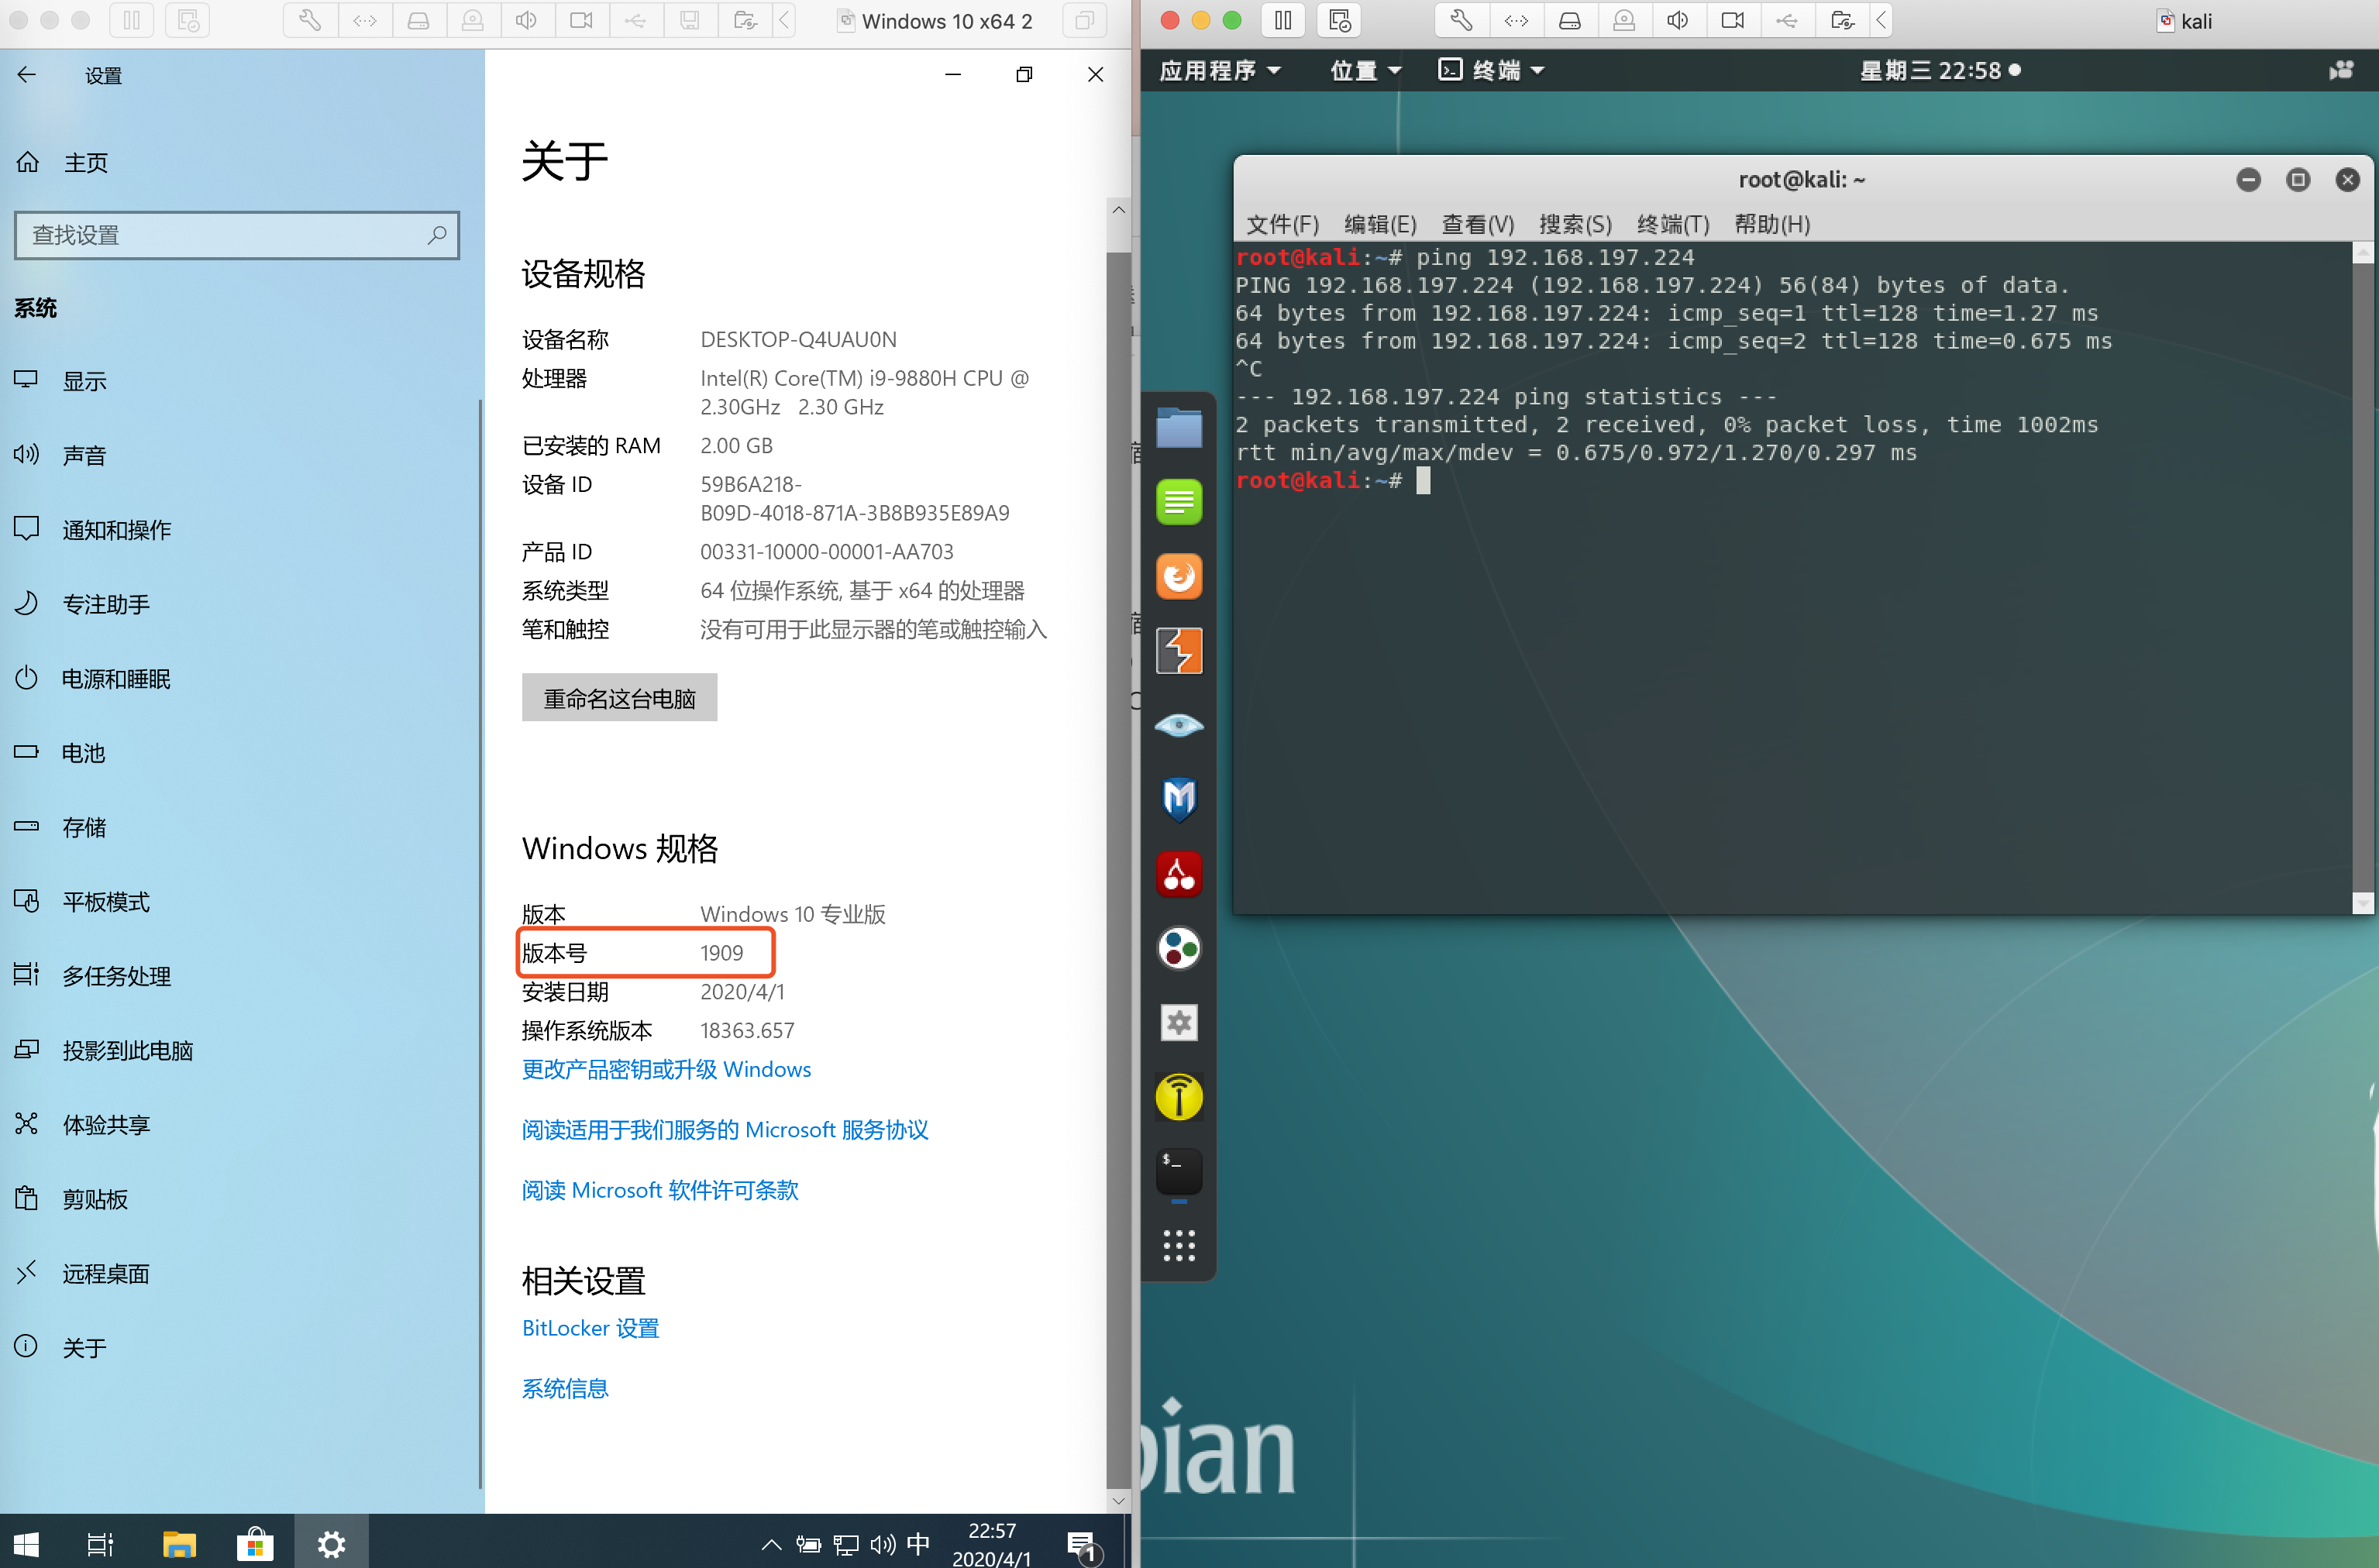 Windows 10 x64 2
设置
主页
查找设置
系统
显示
声音
通知和操作
专注助手
电源和睡眠
电池
存储
平板模式
多任务处理
投影到此电脑
体验共享
剪贴板
远程桌面
关于
关于
设备规格
设备名称 DESKTOP-Q4UAU0N
处理器 Intel(R) Core(TM) i9-9880H CPU @
2.30GHz 2.30 GHz
已安装的 RAM 2.00 GB
设备 ID 59B6A218-
B09D-4018-871A-3B8B935E89A9
产品 ID 00331-10000-00001-AA703
系统类型 64 位操作系统, 基于 x64 的处理器
笔和触控 没有可用于此显示器的笔或触控输入
重命名这台电脑
Windows 规格
版本 Windows 10 专业版
版本号 1909
安装日期 2020/4/1
操作系统版本 18363.657
更改产品密钥或升级 Windows
阅读适用于我们服务的 Microsoft 服务协议
阅读 Microsoft 软件许可条款
相关设置
BitLocker 设置
系统信息
中
22:57
2020/4/1
1
kali
应用程序 位置 终端 星期三 22:58
root@kali: ~
文件(F) 编辑(E) 查看(V) 搜索(S) 终端(T) 帮助(H)
root@kali:~# ping 192.168.197.224
PING 192.168.197.224 (192.168.197.224) 56(84) bytes of data.
64 bytes from 192.168.197.224: icmp_seq=1 ttl=128 time=1.27 ms
64 bytes from 192.168.197.224: icmp_seq=2 ttl=128 time=0.675 ms
^C
--- 192.168.197.224 ping statistics ---
2 packets transmitted, 2 received, 0% packet loss, time 1002ms
rtt min/avg/max/mdev = 0.675/0.972/1.270/0.297 ms
root@kali:~#
$_
bian